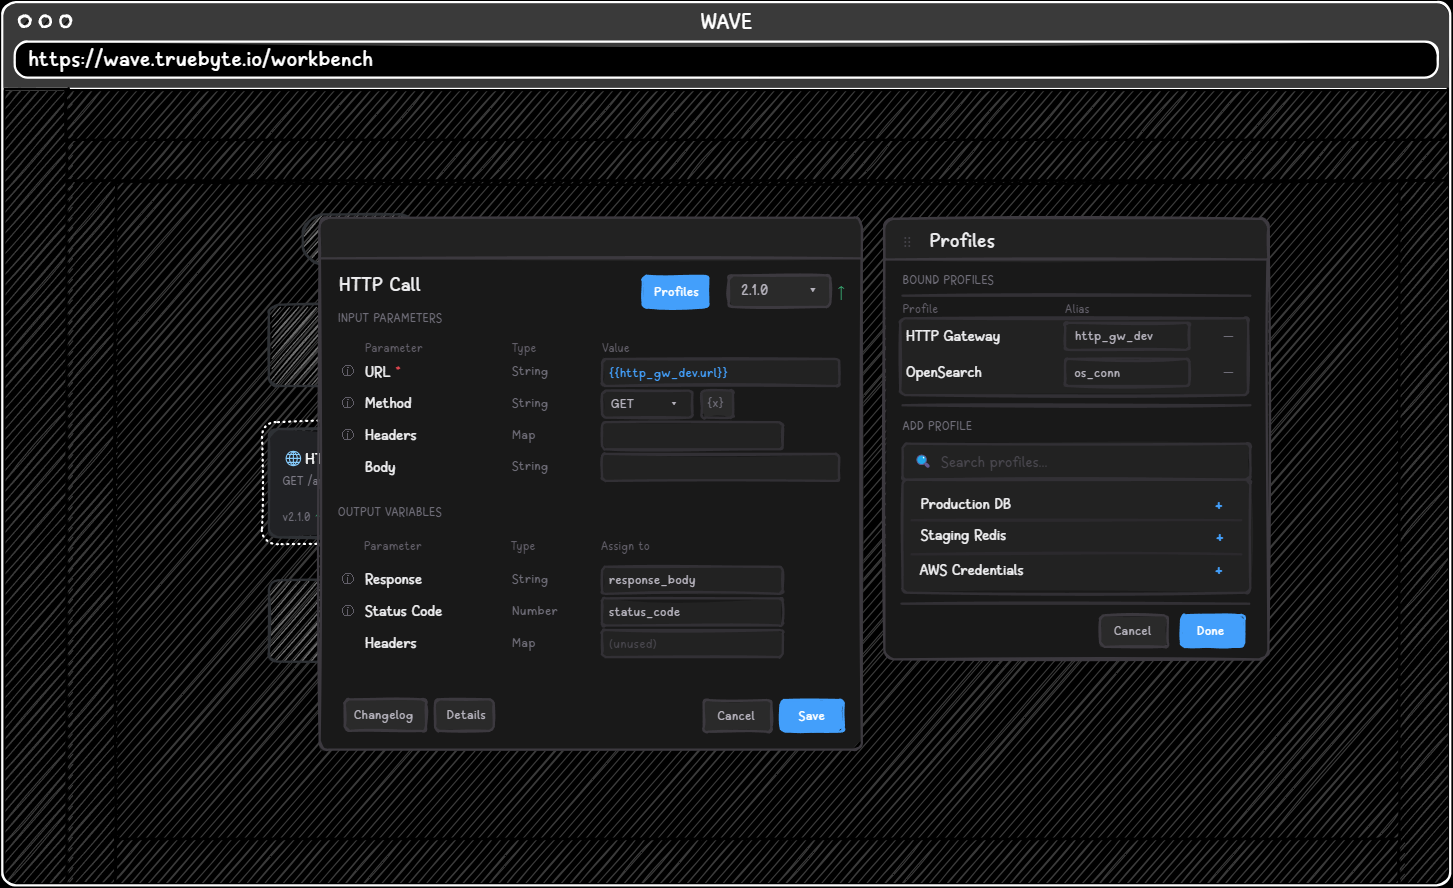 WAVE
https://wave.truebyte.io/workbench
HTTP Call
Profiles
2.1.0
↑
INPUT PARAMETERS
Parameter Type Value
ⓘ URL * String {{http_gw_dev.url}}
ⓘ Method String GET {x}
ⓘ Headers Map
Body String
OUTPUT VARIABLES
Parameter Type Assign to
ⓘ Response String response_body
ⓘ Status Code Number status_code
Headers Map (unused)
Changelog Details Cancel Save
GET /a
v2.1.0
Profiles
BOUND PROFILES
Profile Alias
HTTP Gateway http_gw_dev —
OpenSearch os_conn —
ADD PROFILE
Search profiles...
Production DB +
Staging Redis +
AWS Credentials +
Cancel Done